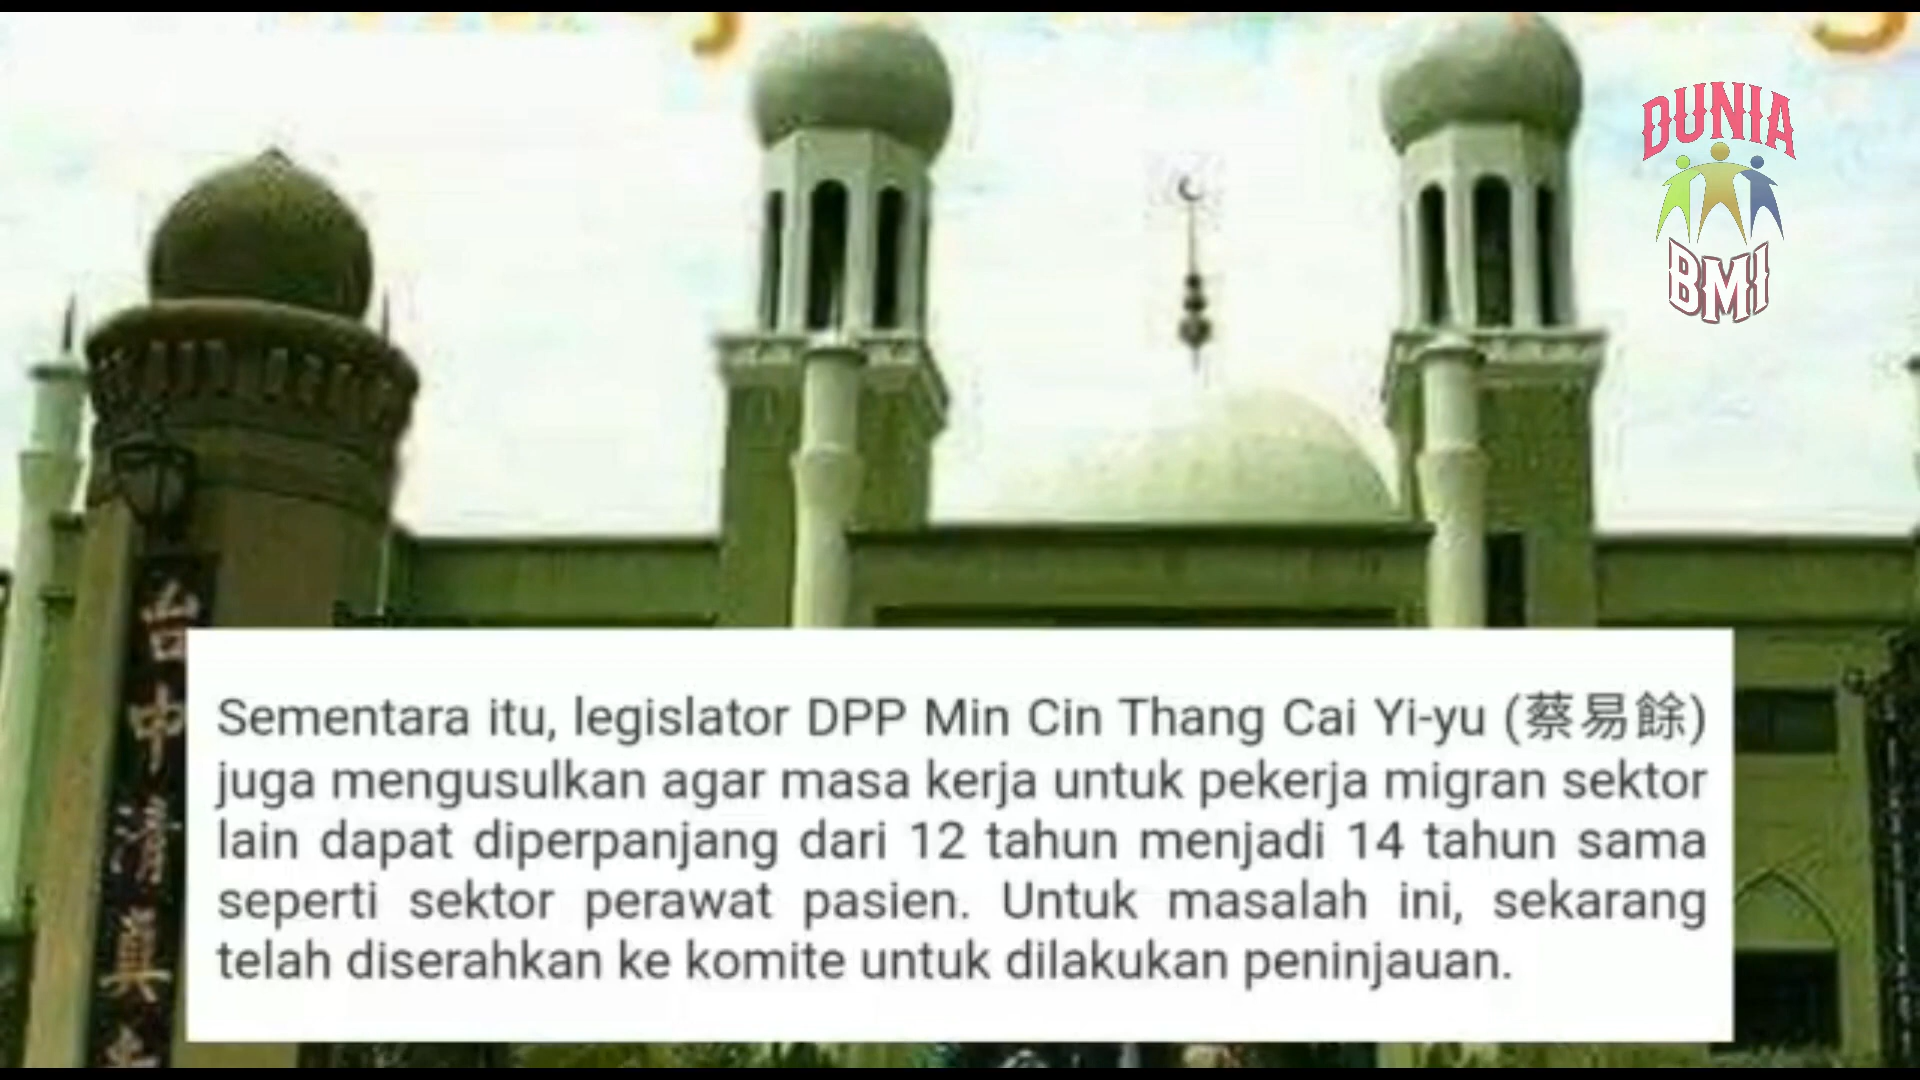 DUNIA
BMI
台
中
清
真
Sementara itu, legislator DPP Min Cin Thang Cai Yi-yu (蔡易餘)
juga mengusulkan agar masa kerja untuk pekerja migran sektor
lain dapat diperpanjang dari 12 tahun menjadi 14 tahun sama
seperti sektor perawat pasien. Untuk masalah ini, sekarang
telah diserahkan ke komite untuk dilakukan peninjauan.